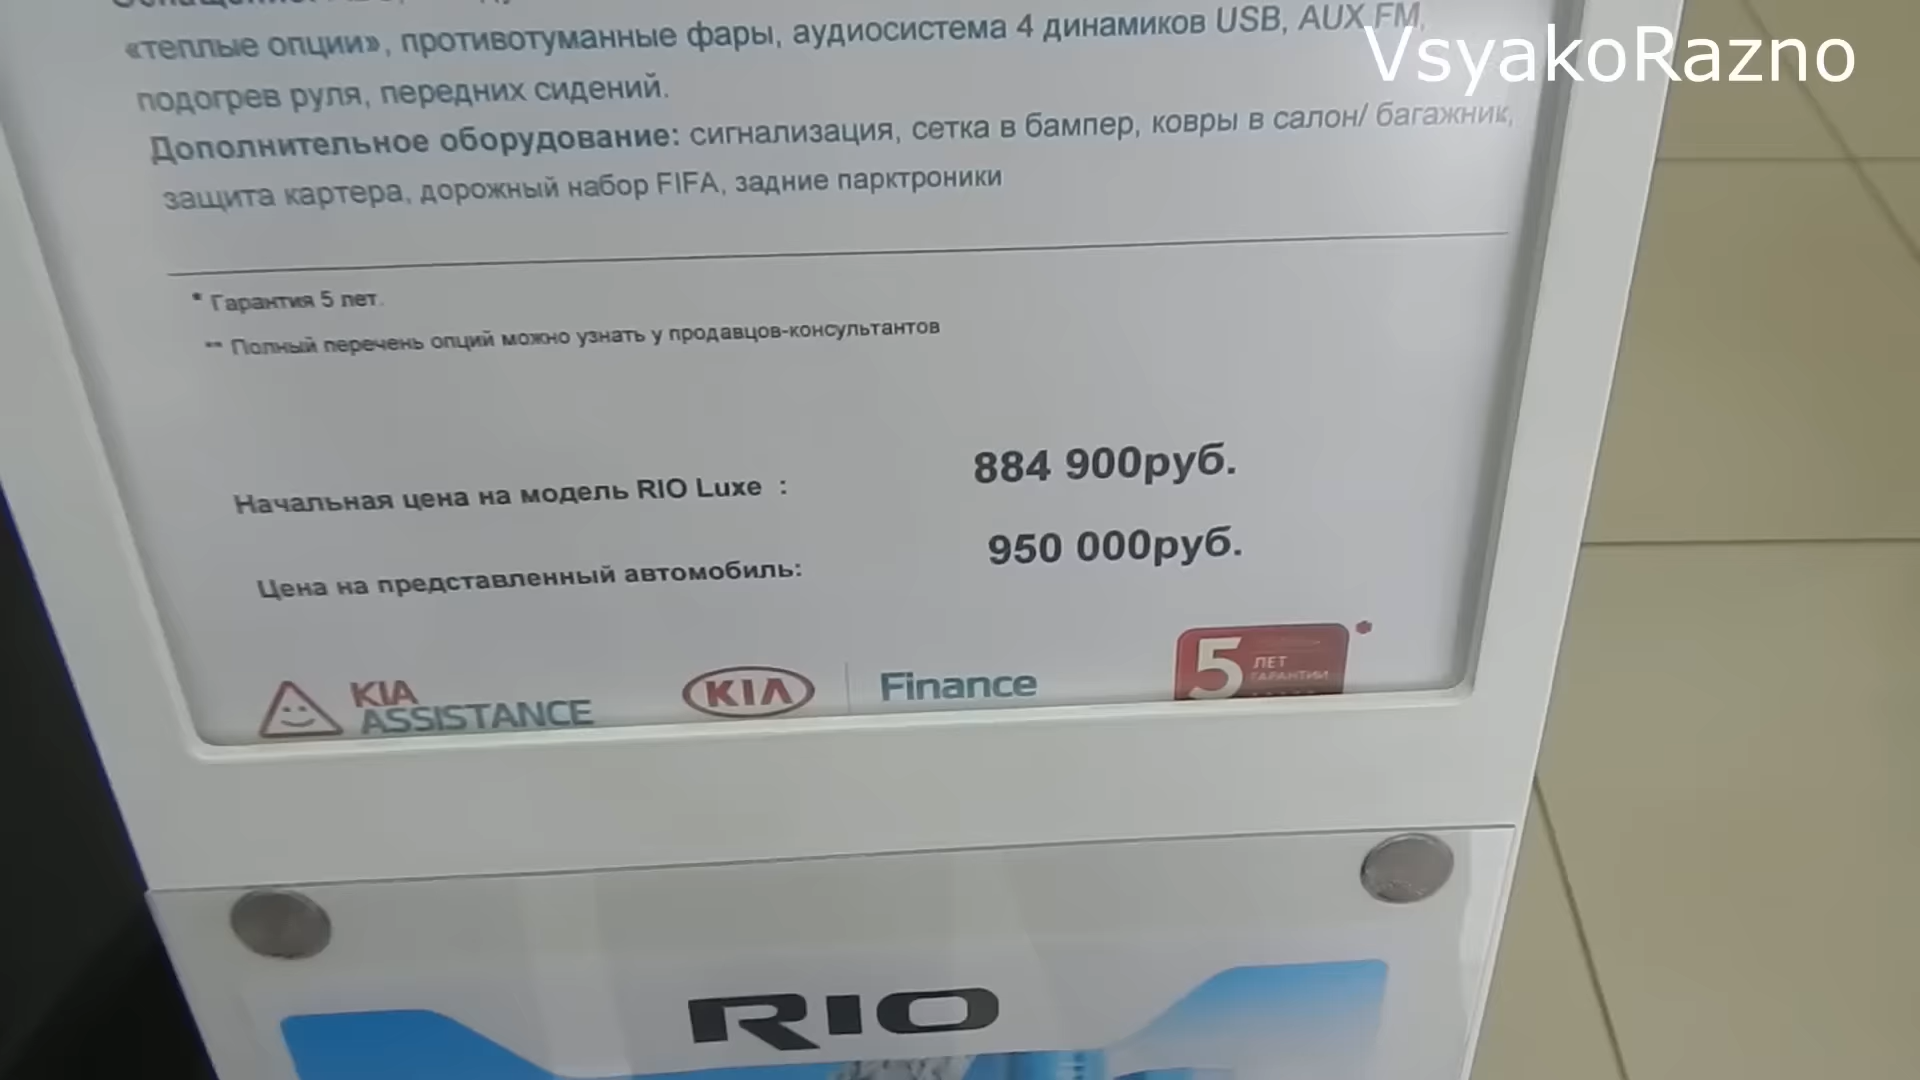 «теплые опции», противотуманные фары, аудиосистема 4 динамиков USB, AUX,FM,
VsyakoRazno
подогрев руля, передних сидений.
Дополнительное оборудование: сигнализация, сетка в бампер, ковры в салон/ багажник,
защита картера, дорожный набор FIFA, задние парктроники
* Гарантия 5 лет.
** Полный перечень опций можно узнать у продавцов-консультантов
Начальная цена на модель RIO Luxe : 884 900руб.
Цена на представленный автомобиль: 950 000руб.
KIA
ASSISTANCE
KIA
Finance
5 ЛЕТ
ГАРАНТИИ
*
RIO